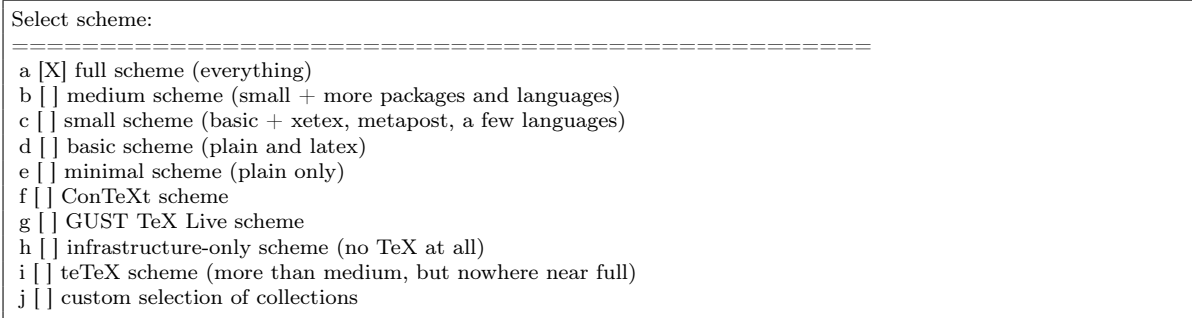 Select scheme:
=================================================
a [X] full scheme (everything)
b [ ] medium scheme (small + more packages and languages)
c [ ] small scheme (basic + xetex, metapost, a few languages)
d [ ] basic scheme (plain and latex)
e [ ] minimal scheme (plain only)
f [ ] ConTeXt scheme
g [ ] GUST TeX Live scheme
h [ ] infrastructure-only scheme (no TeX at all)
i [ ] teTeX scheme (more than medium, but nowhere near full)
j [ ] custom selection of collections